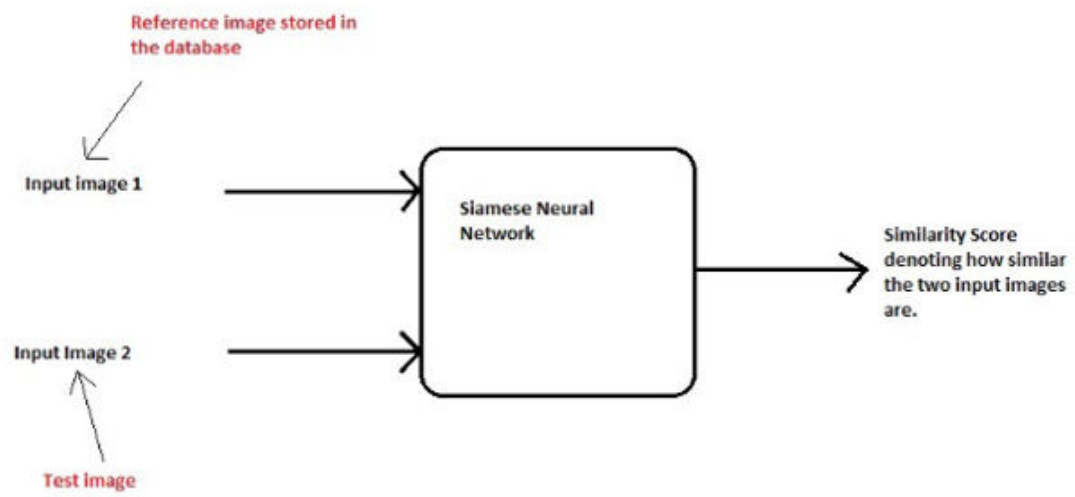 Reference image stored in
the database
Input image 1
Siamese Neural
Network
Similarity Score
denoting how similar
the two input images
are.
Input Image 2
Test image